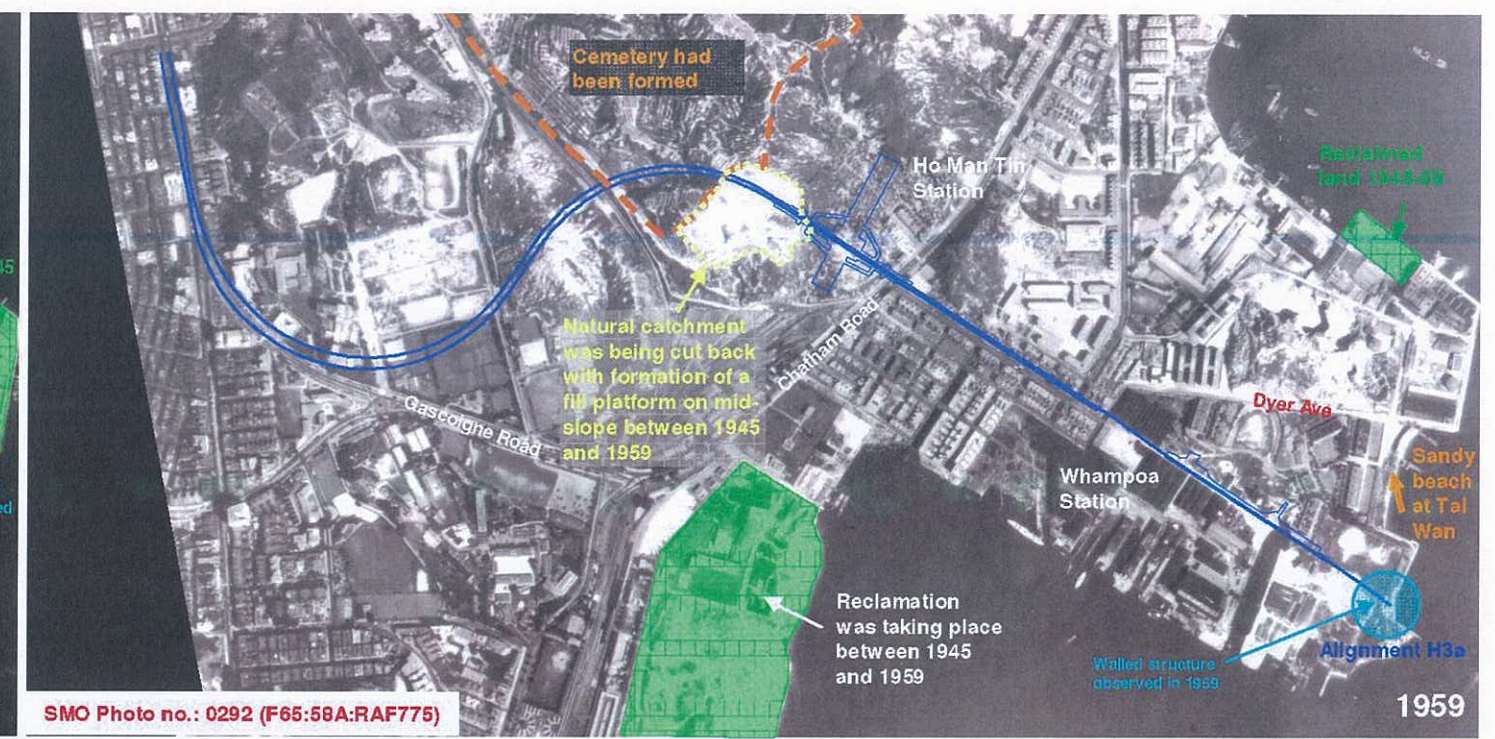 Cemetery had
been formed
Ho Man Tin
Station
Reclaimed
land 1945-59
45
Natural catchment
was being cut back
with formation of a
fill platform on mid-
slope between 1945
and 1959
Chatham Road
Gascoigne Road
Dyer Ave
Whampoa
Station
Sandy
beach
at Tai
Wan
ed
Reclamation
was taking place
between 1945
and 1959
Walled structure
observed in 1959
Alignment H3a
SMO Photo no.: 0292 (F65:58A:RAF775)
1959